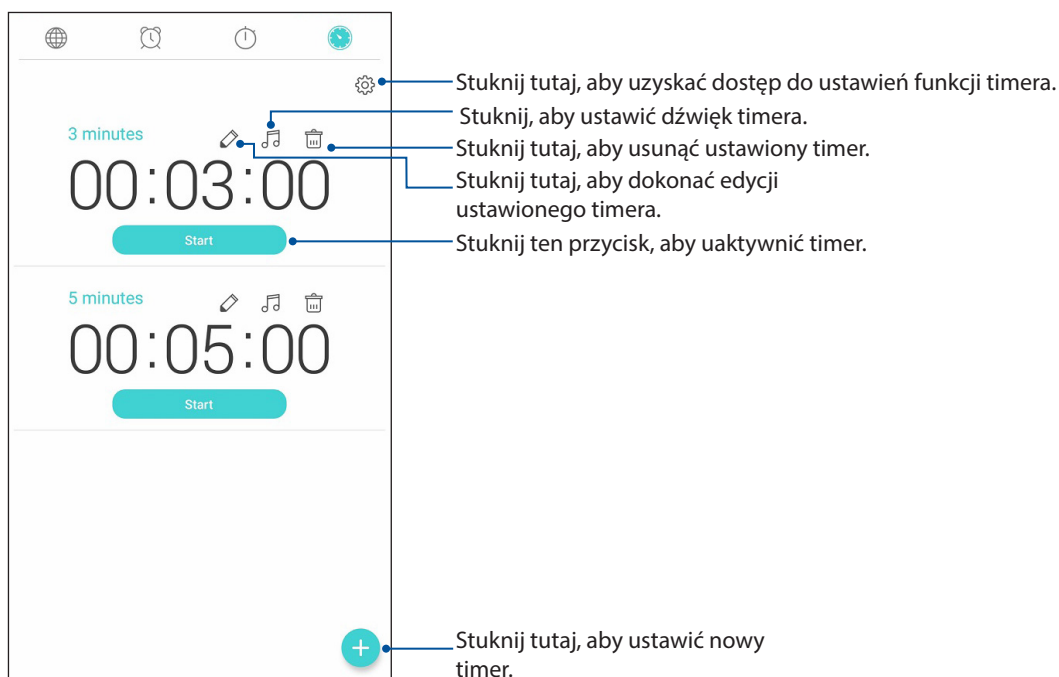 Stuknij tutaj, aby uzyskać dostęp do ustawień funkcji timera.
Stuknij, aby ustawić dźwięk timera.
3 minutes
Stuknij tutaj, aby usunąć ustawiony timer.
00:03:00
Stuknij tutaj, aby dokonać edycji
ustawionego timera.
Start
Stuknij ten przycisk, aby uaktywnić timer.
5 minutes
00:05:00
Start
Stuknij tutaj, aby ustawić nowy
timer.